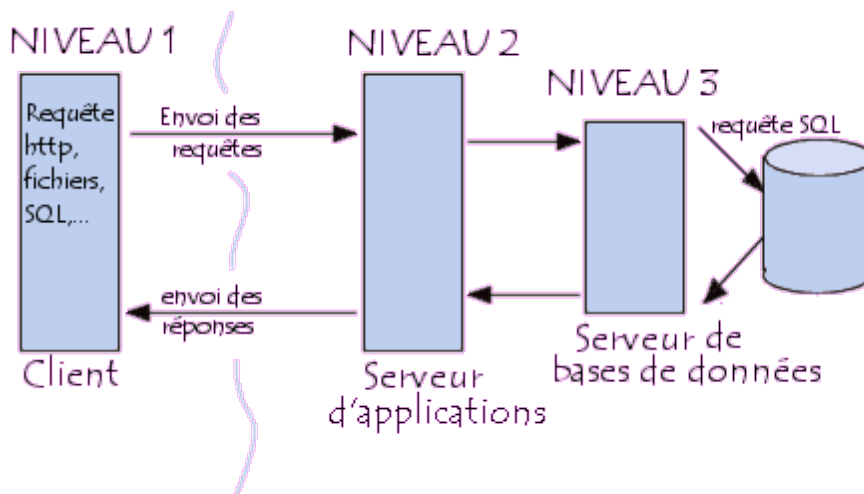 NIVEAU 1
NIVEAU 2
NIVEAU 3
Requête
http,
fichiers,
SQL,...
Envoi des
requêtes
requête SQL
envoi des
réponses
Client
Serveur
d'applications
Serveur de
bases de données